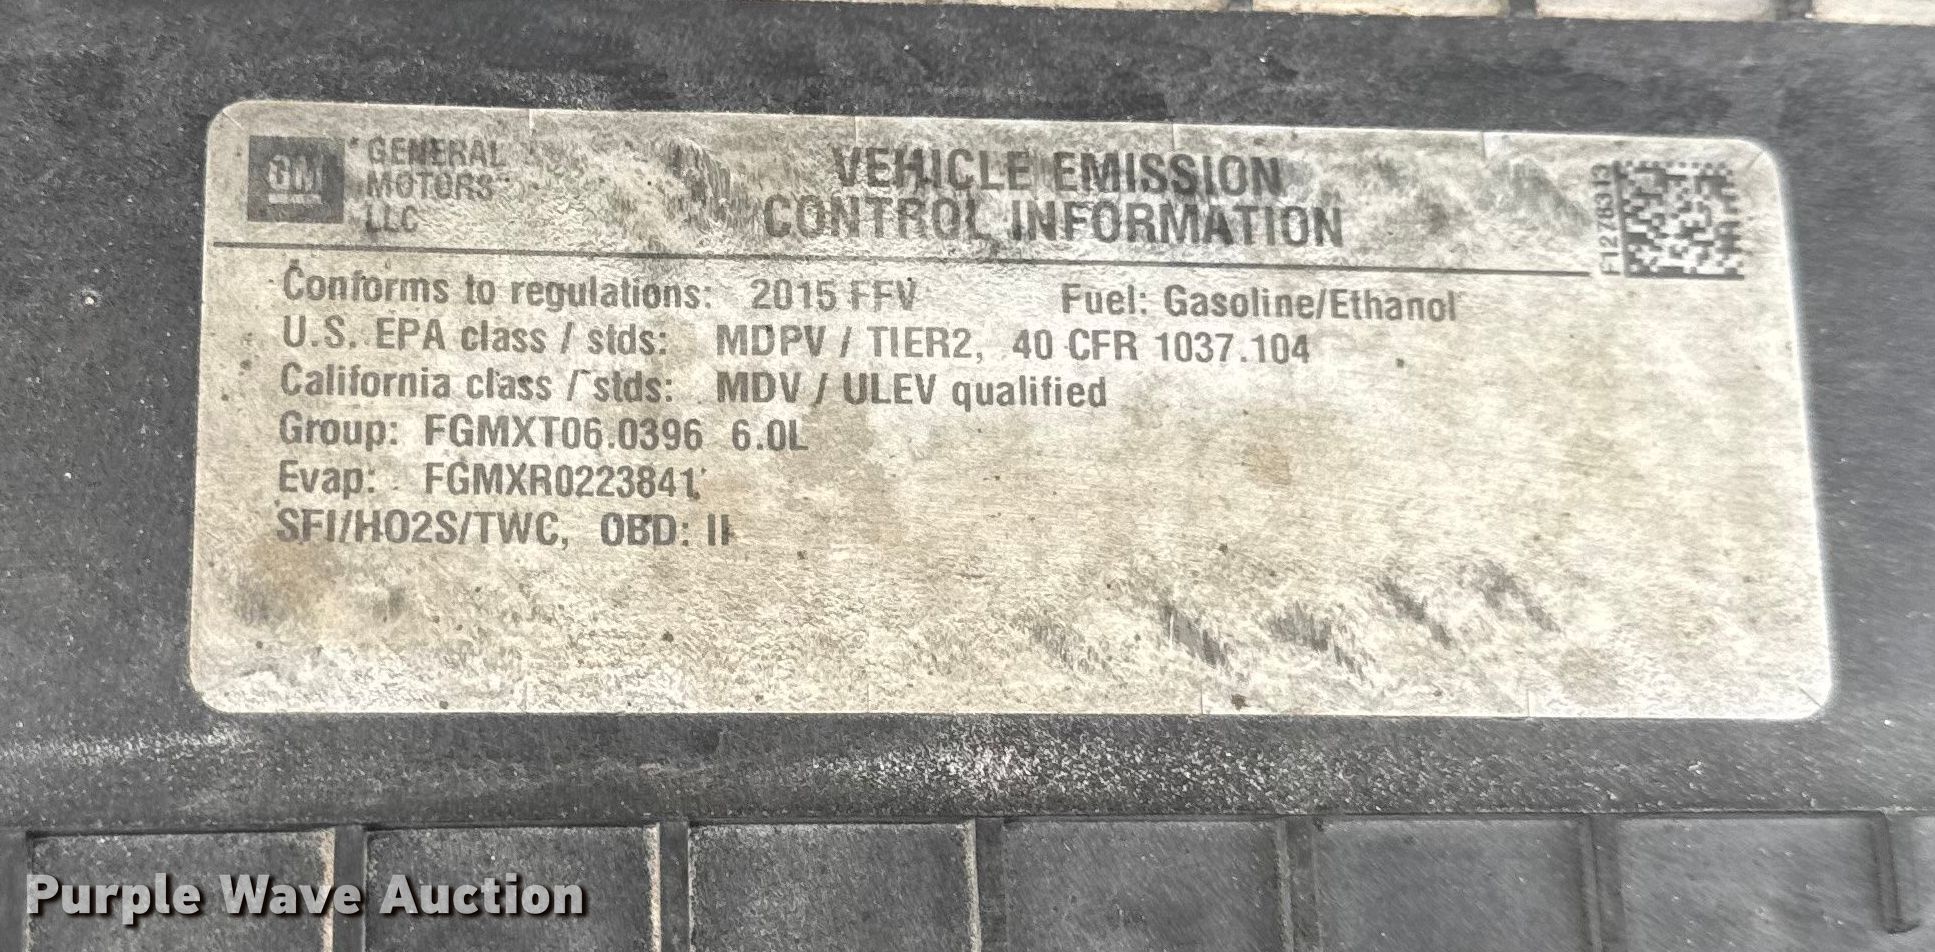 GM
GENERAL
MOTORS
LLC
VEHICLE EMISSION
CONTROL INFORMATION
F1278313
Conforms to regulations: 2015 FFV Fuel: Gasoline/Ethanol
U.S. EPA class / stds: MDPV / TIER2, 40 CFR 1037.104
California class / stds: MDV / ULEV qualified
Group: FGMXT06.0396 6.0L
Evap: FGMXR0223841
SFI/HO2S/TWC, OBD: II
Purple Wave Auction